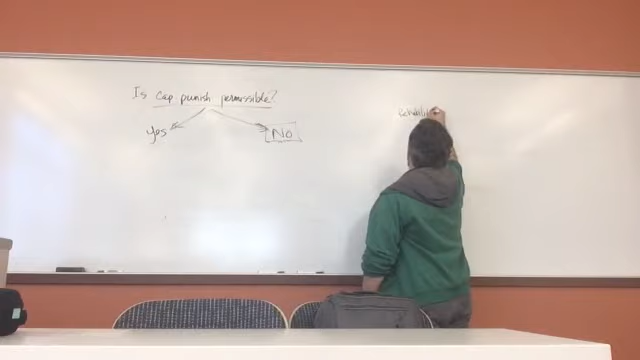 Is cap. punish permissible?
Yes
No